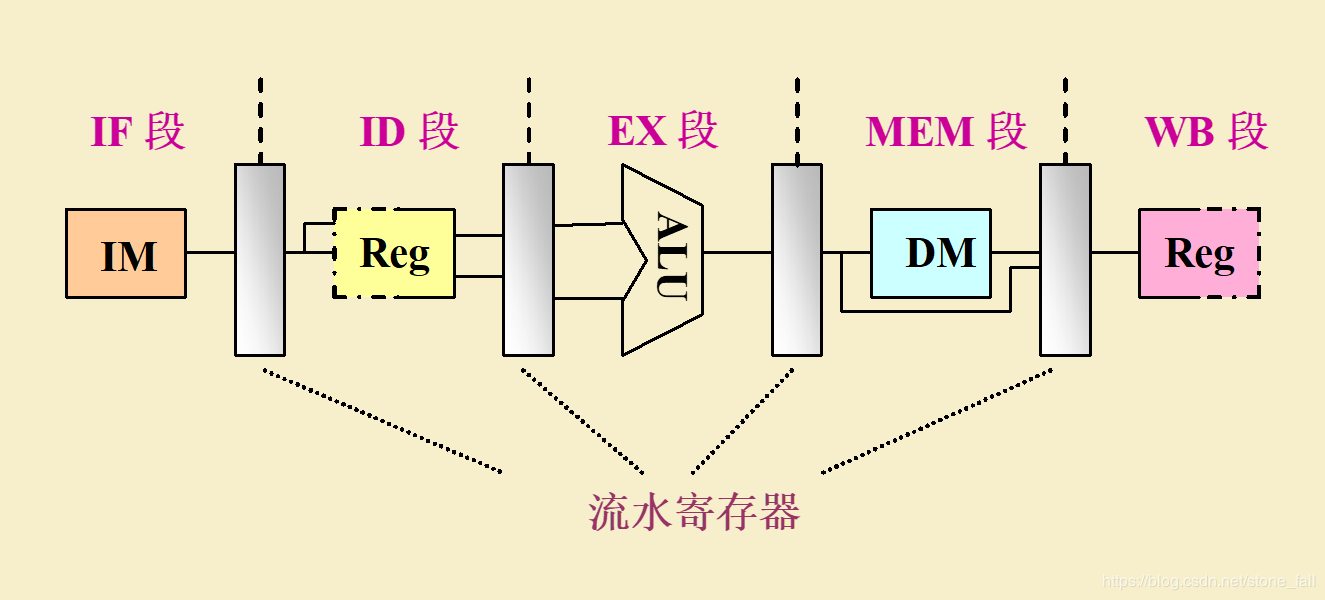 IF 段 ID 段 EX 段 MEM 段 WB 段
IM Reg ALU DM Reg
流水寄存器
https://blog.csdn.net/stone_fall